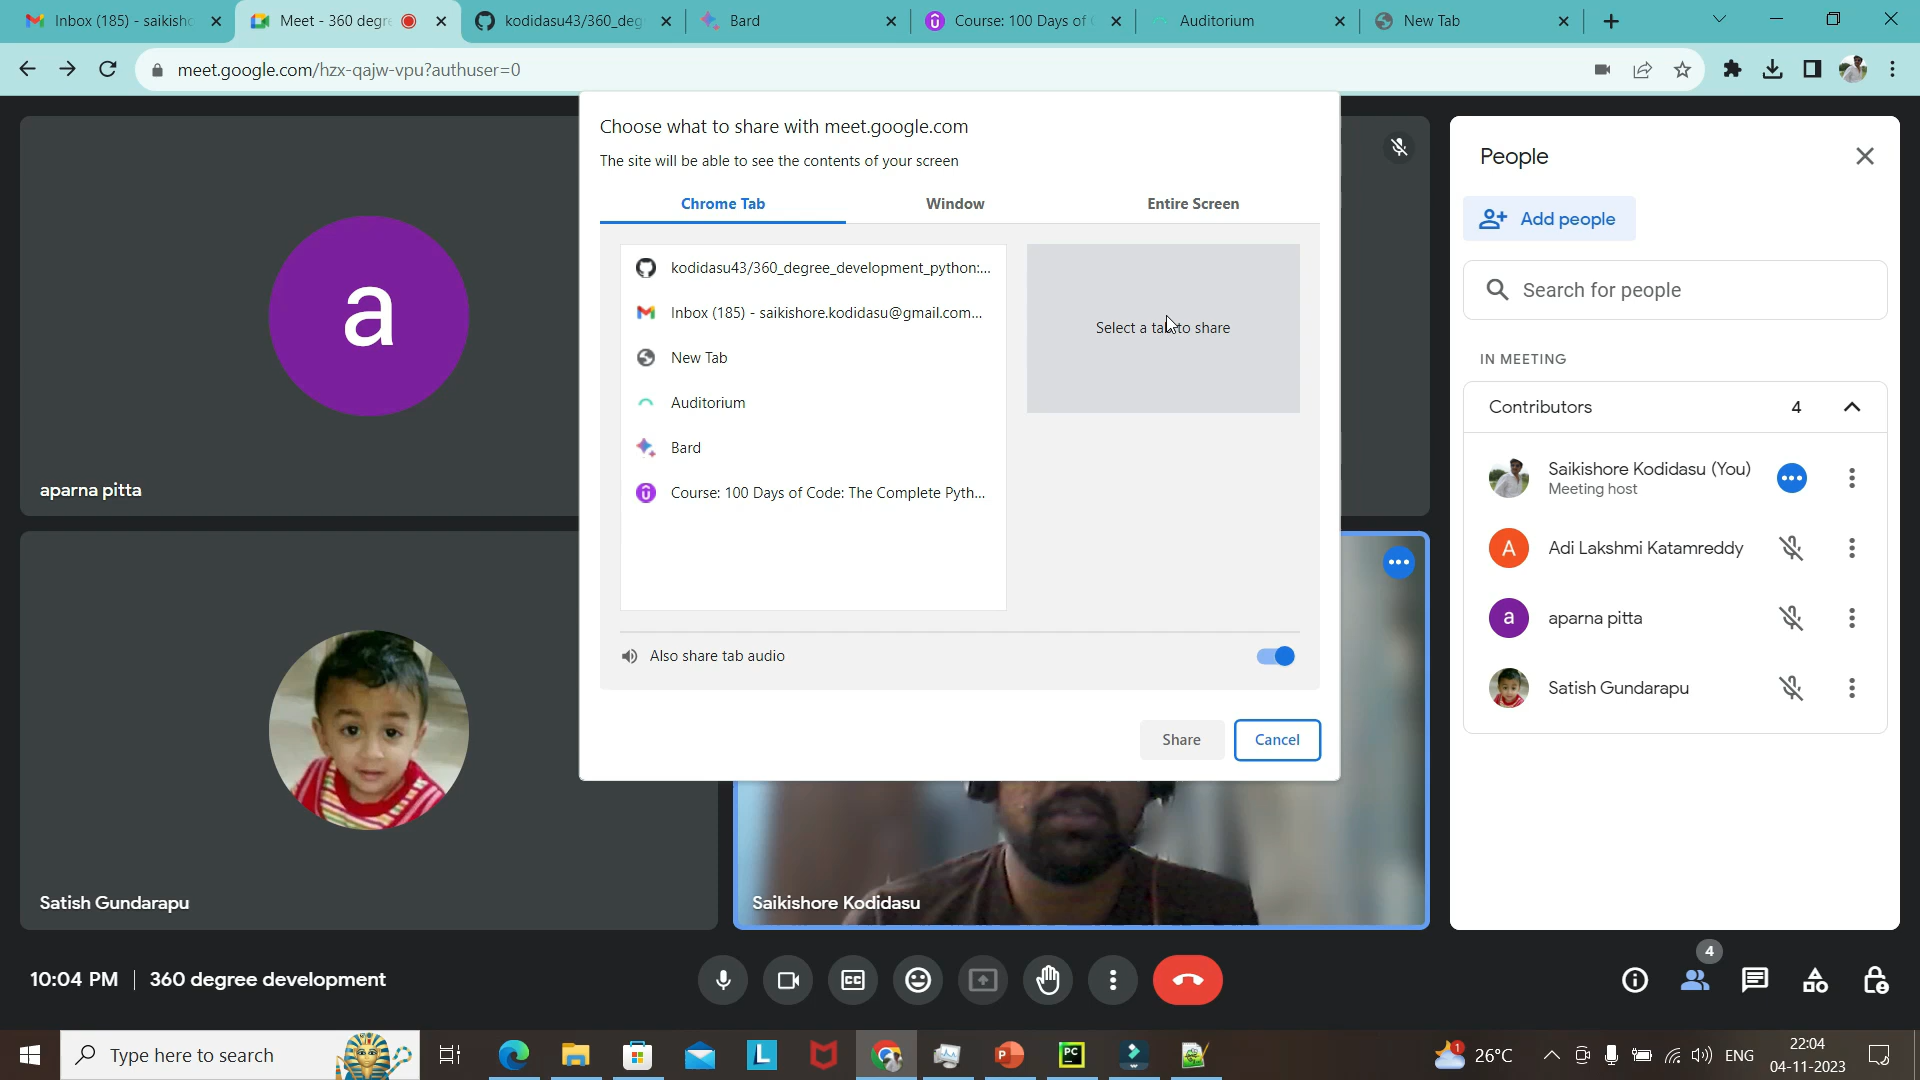 Inbox (185) - saikisho
Meet - 360 degre
kodidasu43/360_deg
Bard
Course: 100 Days of C
Auditorium
New Tab
meet.google.com/hzx-qajw-vpu?authuser=0
Choose what to share with meet.google.com
The site will be able to see the contents of your screen
Chrome Tab
Window
Entire Screen
kodidasu43/360_degree_development_python:...
Inbox (185) - saikishore.kodidasu@gmail.com...
New Tab
Auditorium
Bard
Course: 100 Days of Code: The Complete Pyth...
Select a tab to share
Also share tab audio
Share
Cancel
a
aparna pitta
Satish Gundarapu
Saikishore Kodidasu
People
Add people
Search for people
IN MEETING
Contributors
4
Saikishore Kodidasu (You)
Meeting host
A
Adi Lakshmi Katamreddy
a
aparna pitta
Satish Gundarapu
10:04 PM
360 degree development
CC
4
Type here to search
L
P
PC
1
26°C
ENG
22:04
04-11-2023